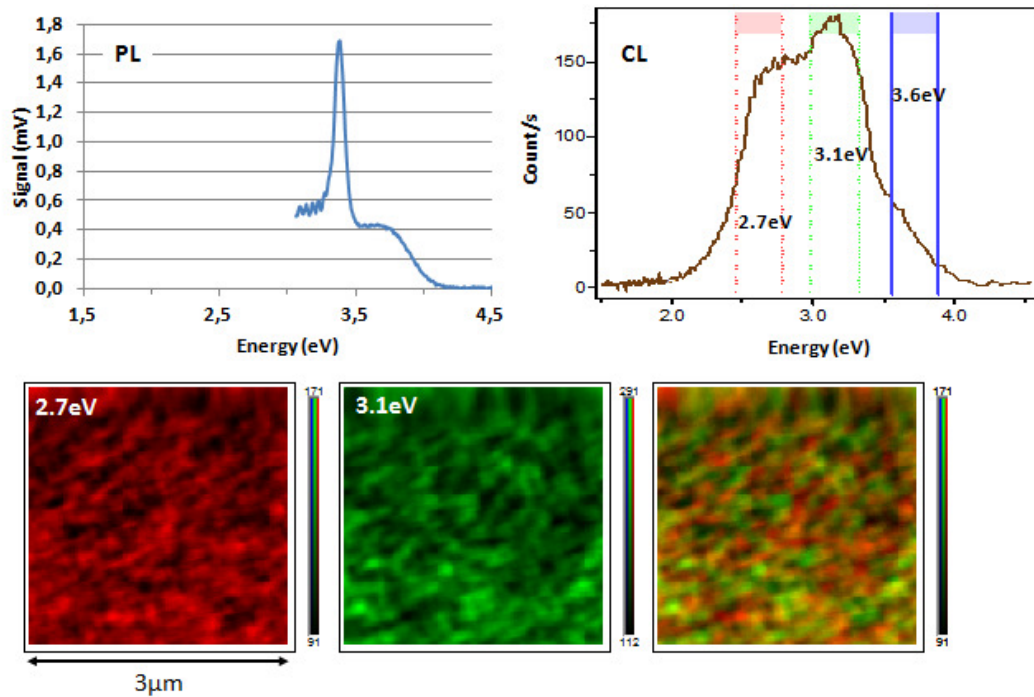 PL
Signal (mV)
1,8
1,6
1,4
1,2
1,0
0,8
0,6
0,4
0,2
0,0
1,5
2,5
3,5
4,5
Energy (eV)
CL
Count/s
150
100
50
0
3.6eV
3.1eV
2.7eV
2.0
3.0
4.0
Energy (eV)
2.7eV
171
91
3.1eV
291
112
171
91
3µm